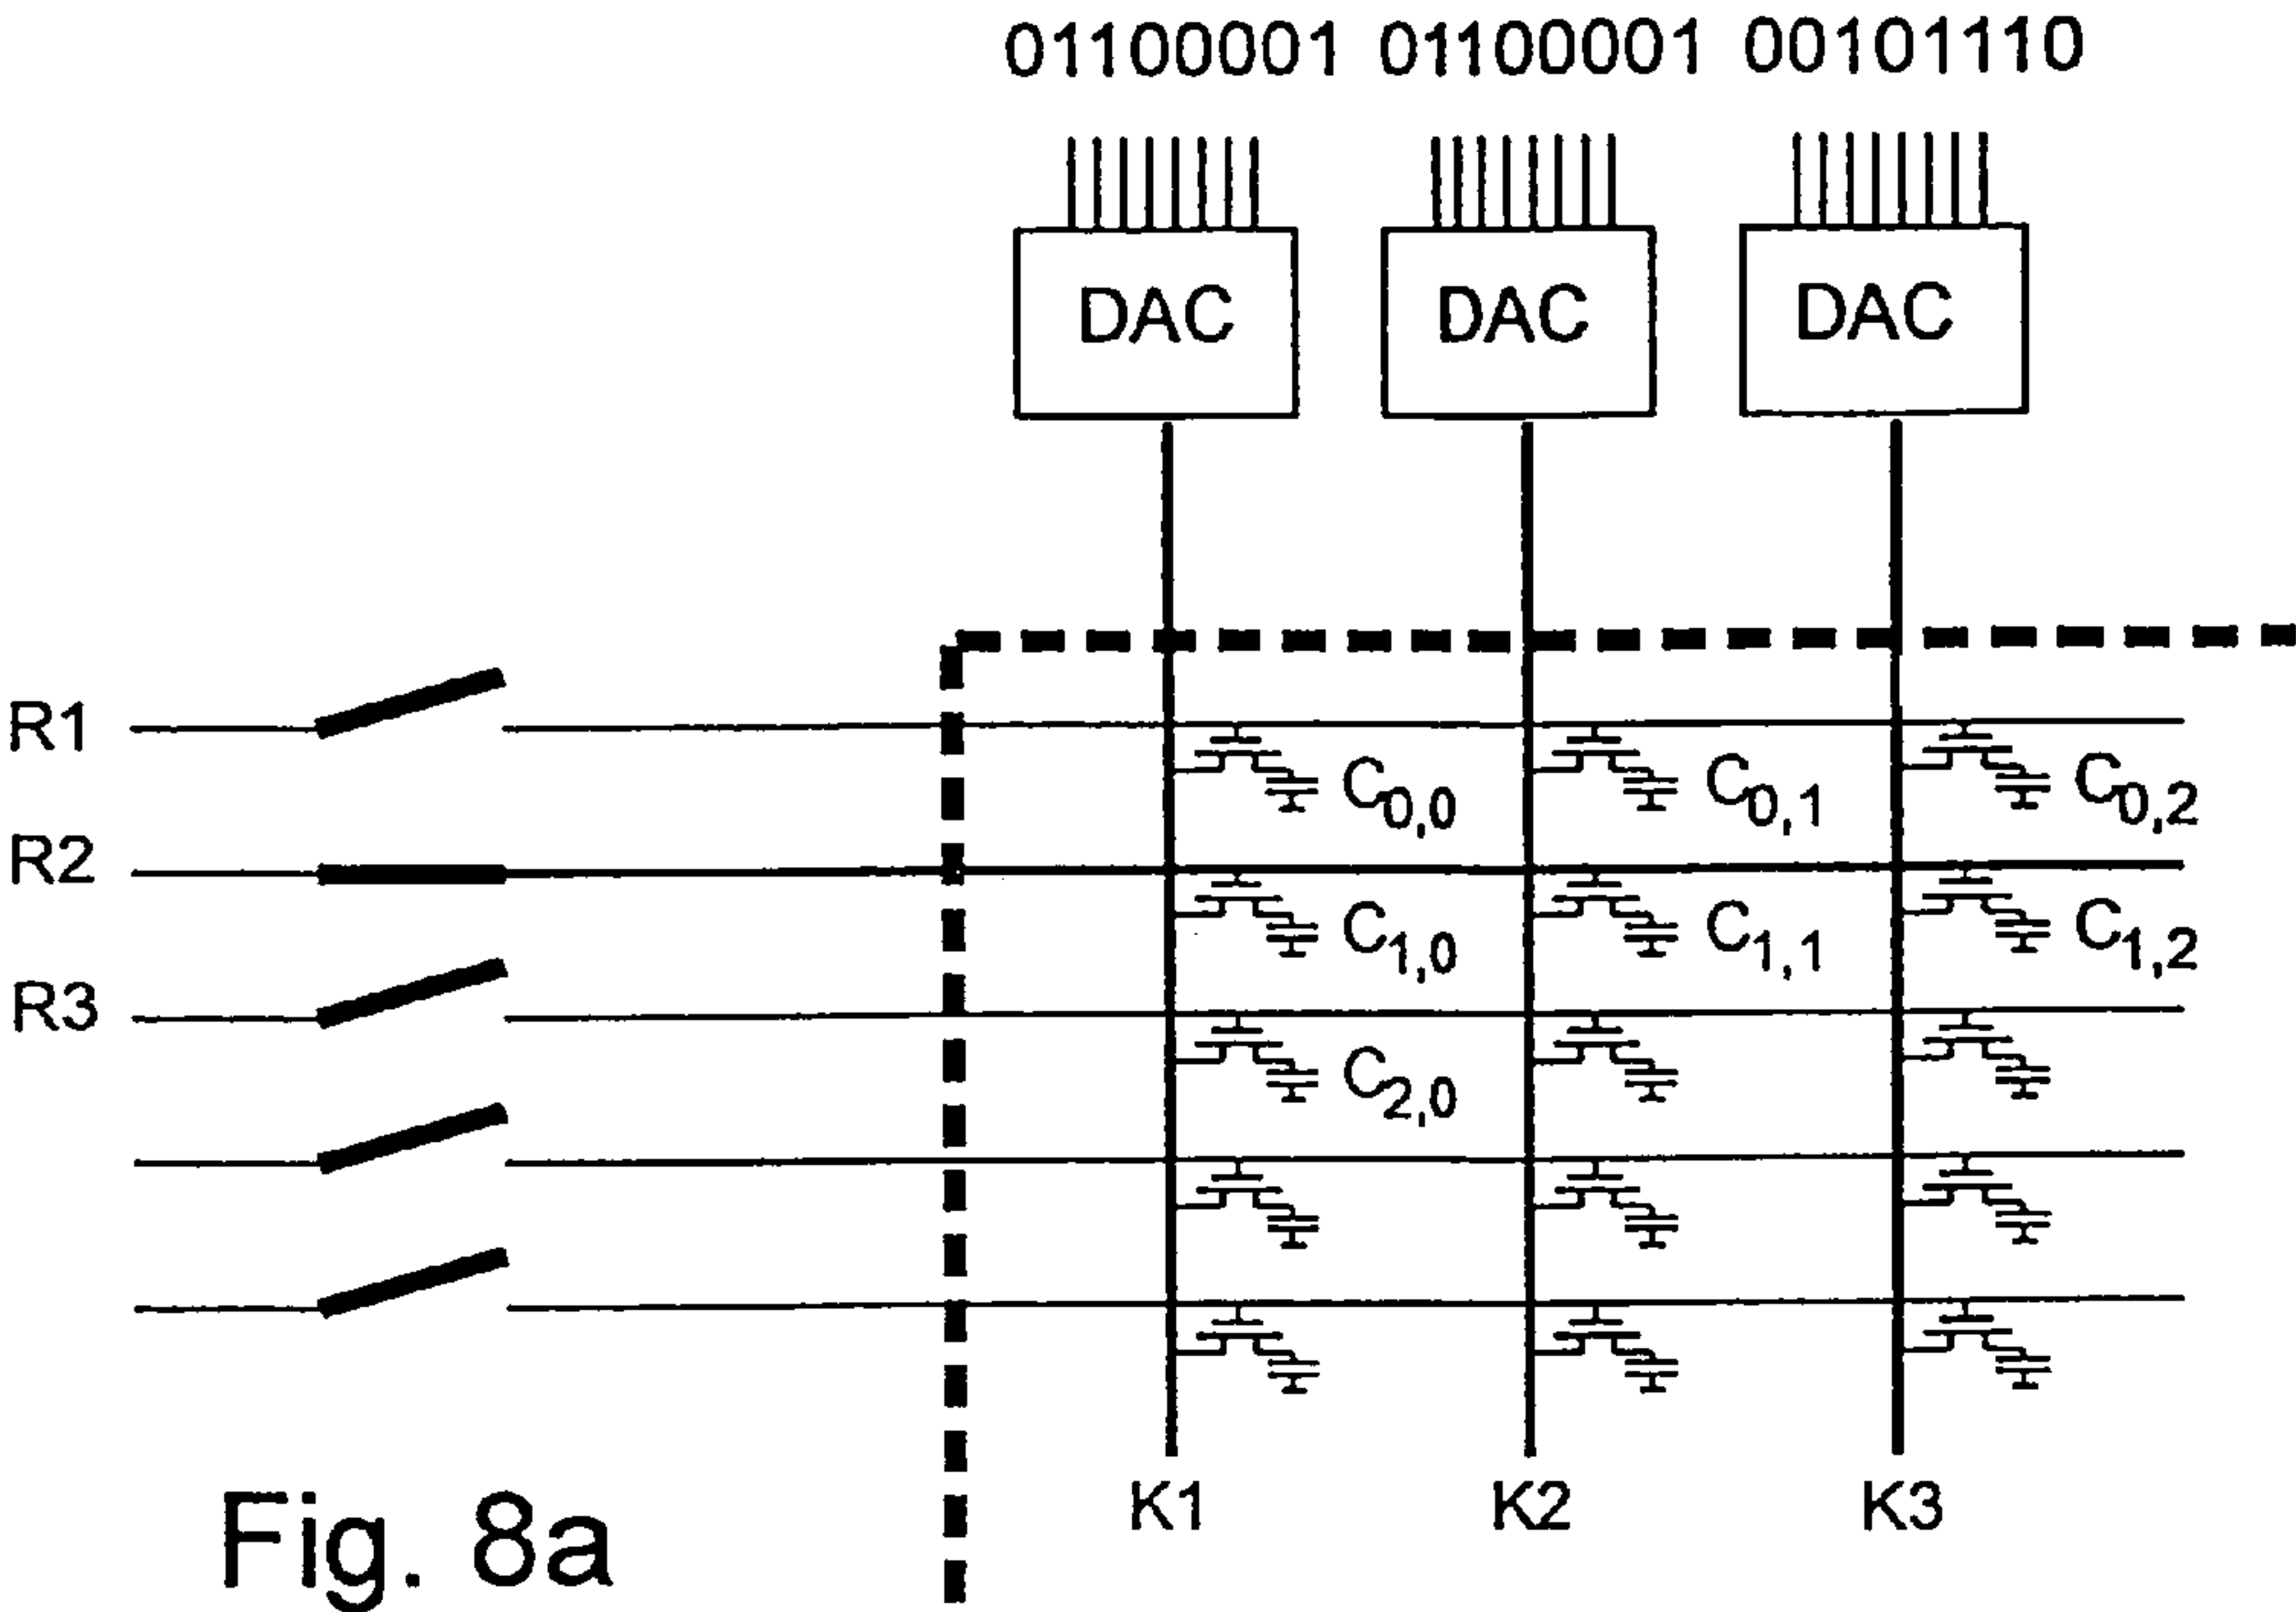 01100001 01100001 00101110
DAC DAC DAC
R1
C0,0 C0,1 C0,2
R2
C1,0 C1,1 C1,2
R3
C2,0
K1 K2 K3
Fig. 8a